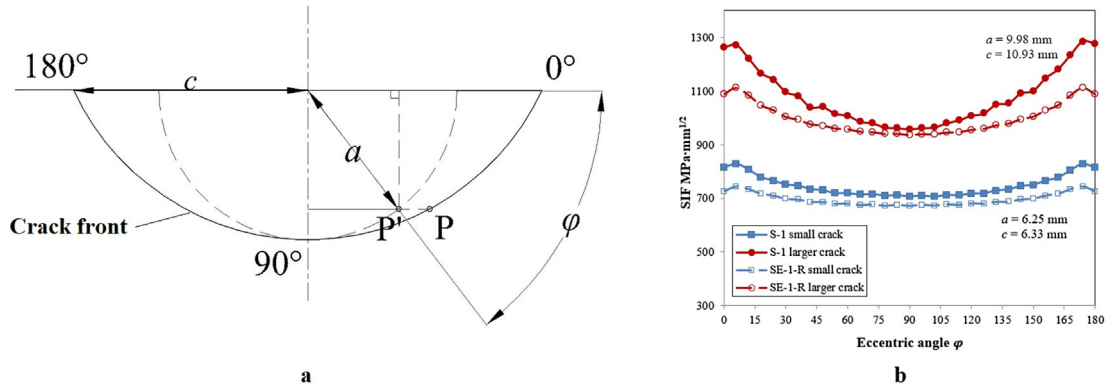 180°
c
0°
a
Crack front
P'
P
φ
90°
a
1300
1100
900
700
500
300
SIF MPa·mm1/2
a = 9.98 mm
c = 10.93 mm
a = 6.25 mm
c = 6.33 mm
S-1 small crack
S-1 larger crack
SE-1-R small crack
SE-1-R larger crack
0 15 30 45 60 75 90 105 120 135 150 165 180
Eccentric angle φ
b